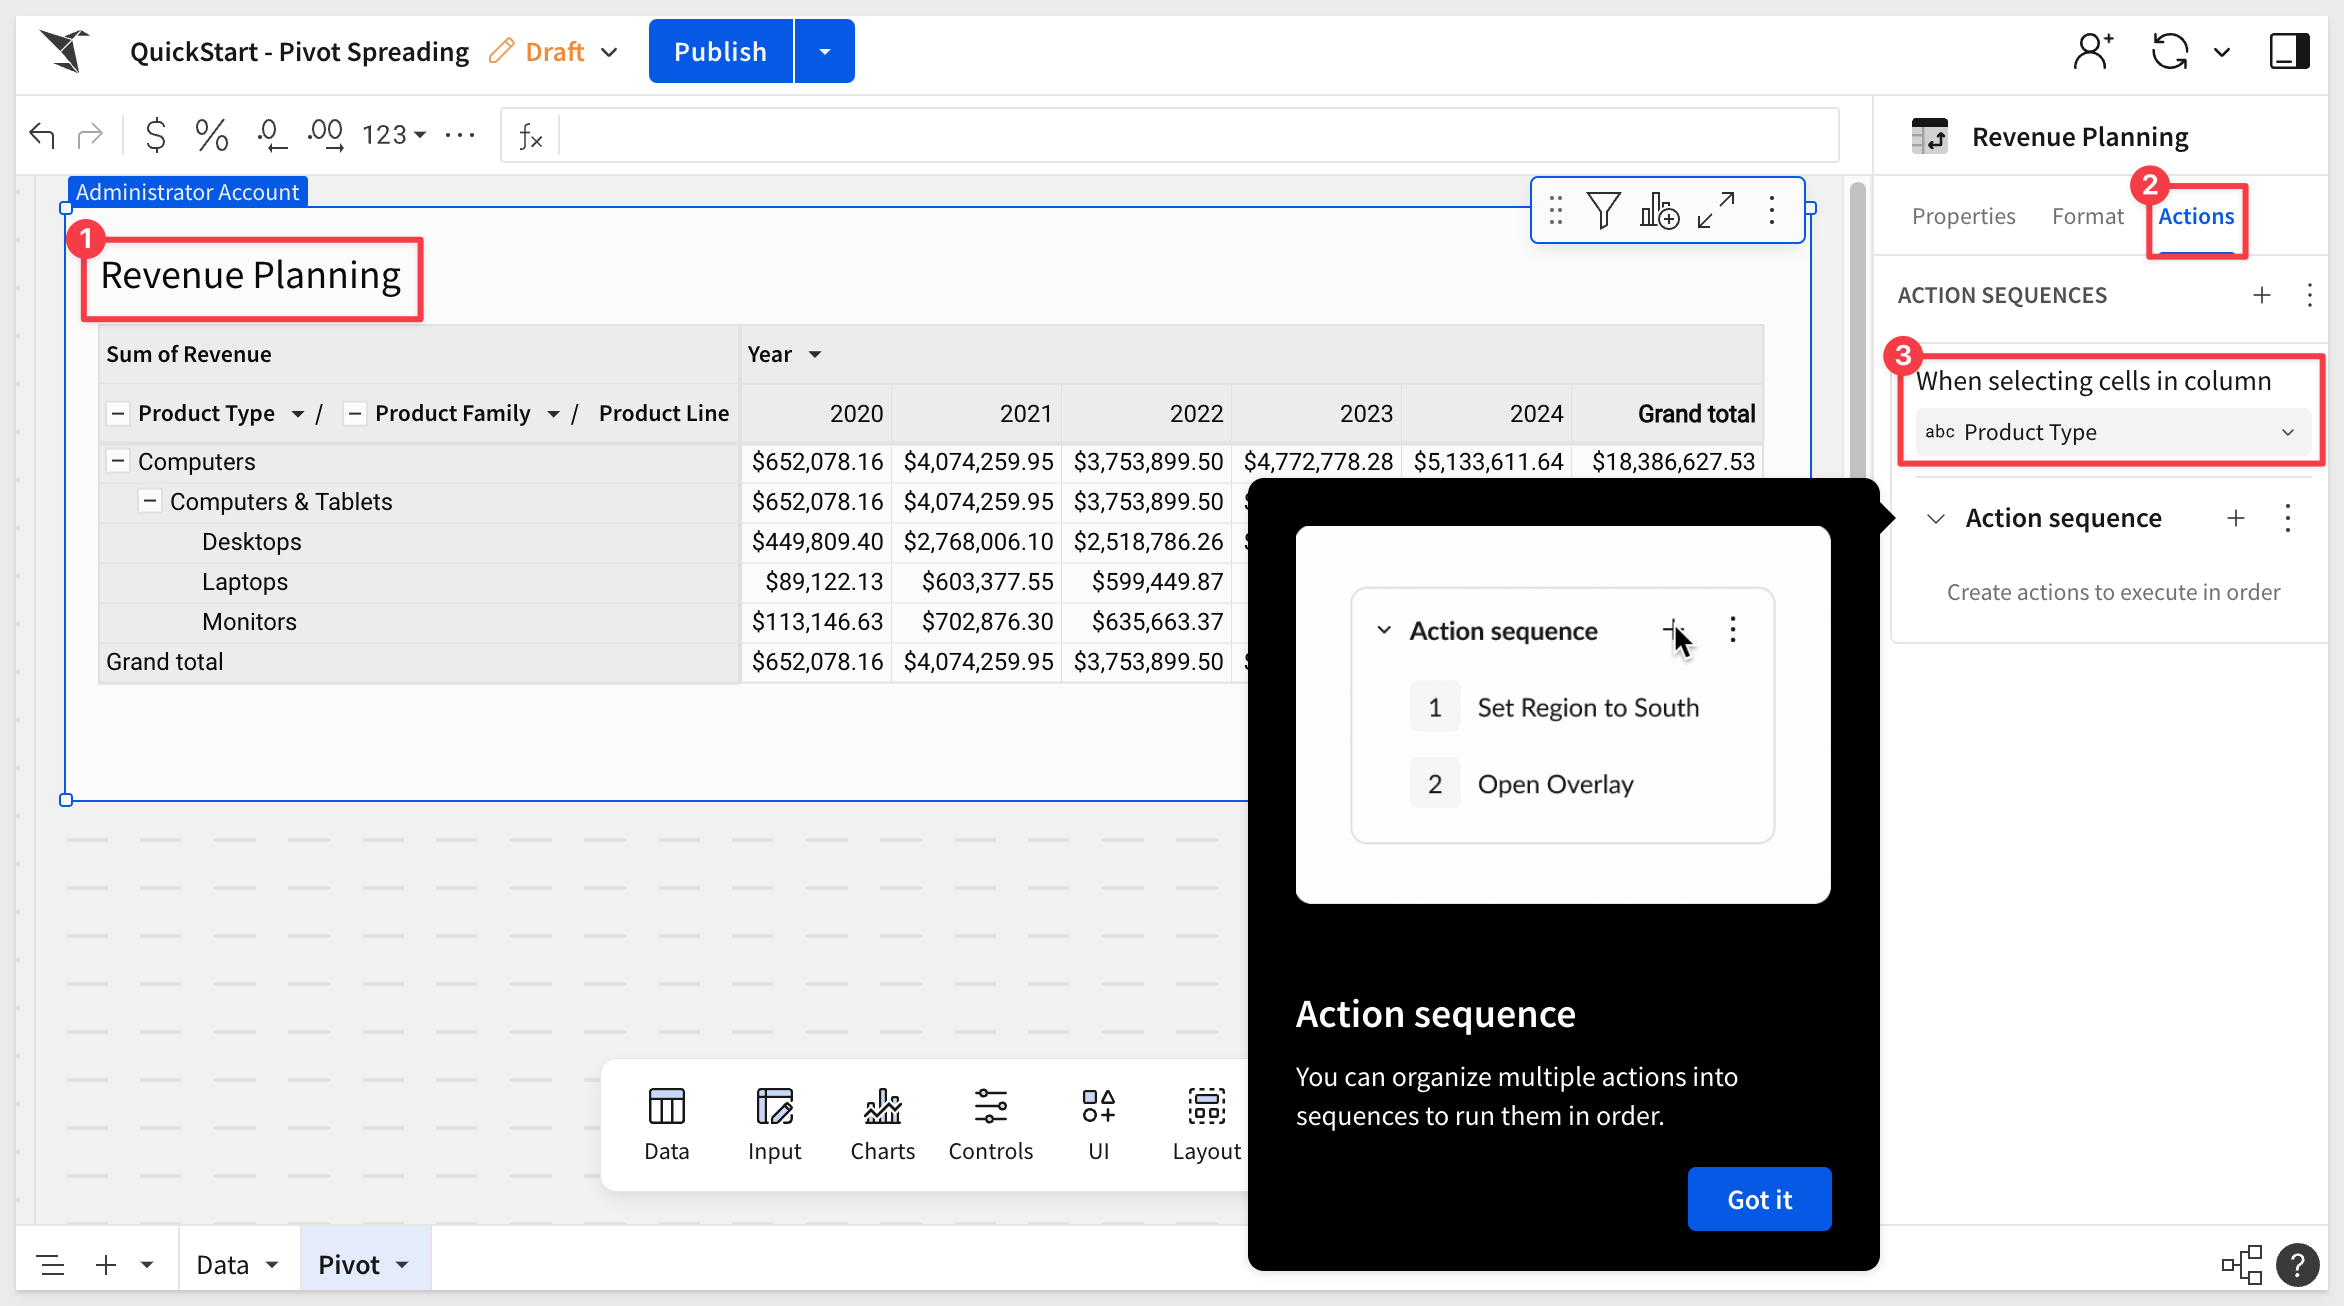 QuickStart - Pivot Spreading Draft Publish
$ % .0 .00 123 fx
Revenue Planning
Administrator Account
2
Properties Format Actions
1
Revenue Planning
ACTION SEQUENCES
Sum of Revenue Year
3
When selecting cells in column
abc Product Type
Product Type / Product Family / Product Line 2020 2021 2022 2023 2024 Grand total
Computers $652,078.16 $4,074,259.95 $3,753,899.50 $4,772,778.28 $5,133,611.64 $18,386,627.53
Computers & Tablets $652,078.16 $4,074,259.95 $3,753,899.50
Desktops $449,809.40 $2,768,006.10 $2,518,786.26
Laptops $89,122.13 $603,377.55 $599,449.87
Monitors $113,146.63 $702,876.30 $635,663.37
Grand total $652,078.16 $4,074,259.95 $3,753,899.50
Action sequence
Create actions to execute in order
Action sequence
1 Set Region to South
2 Open Overlay
Action sequence
You can organize multiple actions into
sequences to run them in order.
Got it
Data Input Charts Controls UI Layout
Data Pivot
?